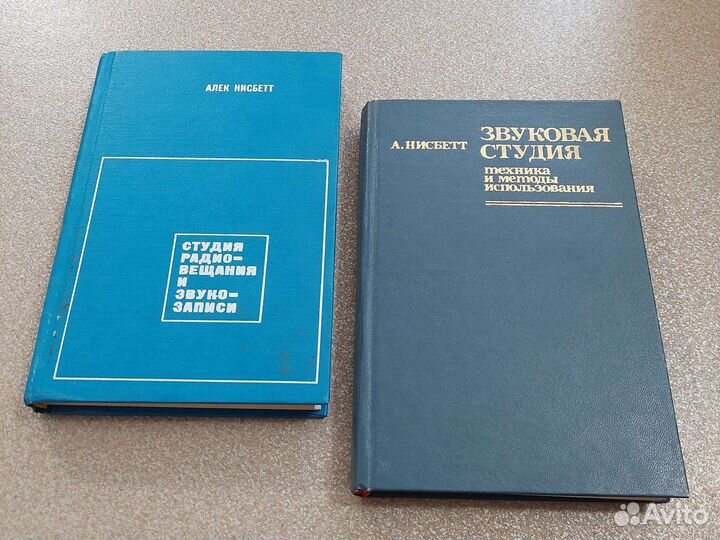 АЛЕК НИСБЕТТ
СТУДИЯ
РАДИО-
ВЕЩАНИЯ
И
ЗВУКО-
ЗАПИСИ
А. НИСБЕТТ
ЗВУКОВАЯ
СТУДИЯ
техника
и методы
использования
Avito